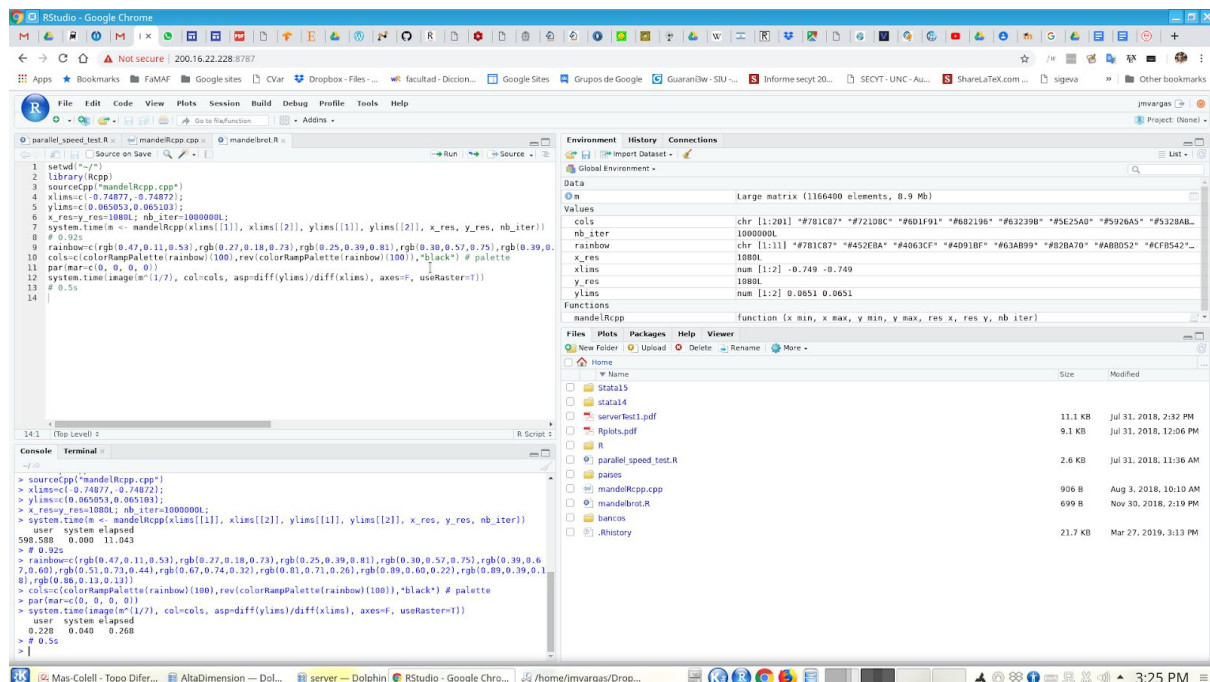 RStudio - Google Chrome
Not secure | 200.16.22.228:8787
Apps Bookmarks FaMAF Google sites CVar Dropbox - Files - ... facultad - Diccion... Google Sites Grupos de Google Guarani3w - SIU -... Informe secyt 20... SECYT - UNC - Au... ShareLaTeX.com ... sigeva » Other bookmarks
File Edit Code View Plots Session Build Debug Profile Tools Help
jmvargas
Go to file/function
Addins
Project: (None)
parallel_speed_test.R mandelRcpp.cpp mandelbrot.R
Source on Save Run Source
1 setwd("~/")
2 library(Rcpp)
3 sourceCpp("mandelRcpp.cpp")
4 xlims=c(-0.74877,-0.74872);
5 ylims=c(0.065053,0.065103);
6 x_res=y_res=1080L; nb_iter=1000000L;
7 system.time(m <- mandelRcpp(xlims[[1]], xlims[[2]], ylims[[1]], ylims[[2]], x_res, y_res, nb_iter))
8 # 0.92s
9 rainbow=c(rgb(0.47,0.11,0.53),rgb(0.27,0.18,0.73),rgb(0.25,0.39,0.81),rgb(0.30,0.57,0.75),rgb(0.39,0.
10 cols=c(colorRampPalette(rainbow)(100),rev(colorRampPalette(rainbow)(100)),"black") # palette
11 par(mar=c(0, 0, 0, 0))
12 system.time(image(m^(1/7), col=cols, asp=diff(ylims)/diff(xlims), axes=F, useRaster=T))
13 # 0.5s
14
14:1 (Top Level) R Script
Console Terminal
~/
> sourceCpp("mandelRcpp.cpp")
> xlims=c(-0.74877,-0.74872);
> ylims=c(0.065053,0.065103);
> x_res=y_res=1080L; nb_iter=1000000L;
> system.time(m <- mandelRcpp(xlims[[1]], xlims[[2]], ylims[[1]], ylims[[2]], x_res, y_res, nb_iter))
user system elapsed
598.588 0.000 11.043
> # 0.92s
> rainbow=c(rgb(0.47,0.11,0.53),rgb(0.27,0.18,0.73),rgb(0.25,0.39,0.81),rgb(0.30,0.57,0.75),rgb(0.39,0.6
7,0.60),rgb(0.51,0.73,0.44),rgb(0.67,0.74,0.32),rgb(0.81,0.71,0.26),rgb(0.89,0.60,0.22),rgb(0.89,0.39,0.1
8),rgb(0.86,0.13,0.13))
> cols=c(colorRampPalette(rainbow)(100),rev(colorRampPalette(rainbow)(100)),"black") # palette
> par(mar=c(0, 0, 0, 0))
> system.time(image(m^(1/7), col=cols, asp=diff(ylims)/diff(xlims), axes=F, useRaster=T))
user system elapsed
0.228 0.040 0.268
> # 0.5s
>
Environment History Connections
Import Dataset List
Global Environment
Data
m Large matrix (1166400 elements, 8.9 Mb)
Values
cols chr [1:201] "#781C87" "#721D8C" "#6D1F91" "#682196" "#63239B" "#5E25A0" "#5926A5" "#5328AB…
nb_iter 1000000L
rainbow chr [1:11] "#781C87" "#452EBA" "#4063CF" "#4D91BF" "#63AB99" "#82BA70" "#ABBD52" "#CFB542"…
x_res 1080L
xlims num [1:2] -0.749 -0.749
y_res 1080L
ylims num [1:2] 0.0651 0.0651
Functions
mandelRcpp function (x_min, x_max, y_min, y_max, res_x, res_y, nb_iter)
Files Plots Packages Help Viewer
New Folder Upload Delete Rename More
Home
Name Size Modified
Stata15
stata14
serverTest1.pdf 11.1 KB Jul 31, 2018, 2:32 PM
Rplots.pdf 9.1 KB Jul 31, 2018, 12:06 PM
R
parallel_speed_test.R 2.6 KB Jul 31, 2018, 11:36 AM
paises
mandelRcpp.cpp 906 B Aug 3, 2018, 10:10 AM
mandelbrot.R 699 B Nov 30, 2018, 2:19 PM
bancos
.Rhistory 21.7 KB Mar 27, 2019, 3:13 PM
Mas-Colell - Topo Difer... AltaDimension — Dol... server — Dolphin RStudio - Google Chro... /home/jmvargas/Drop... 3:25 PM